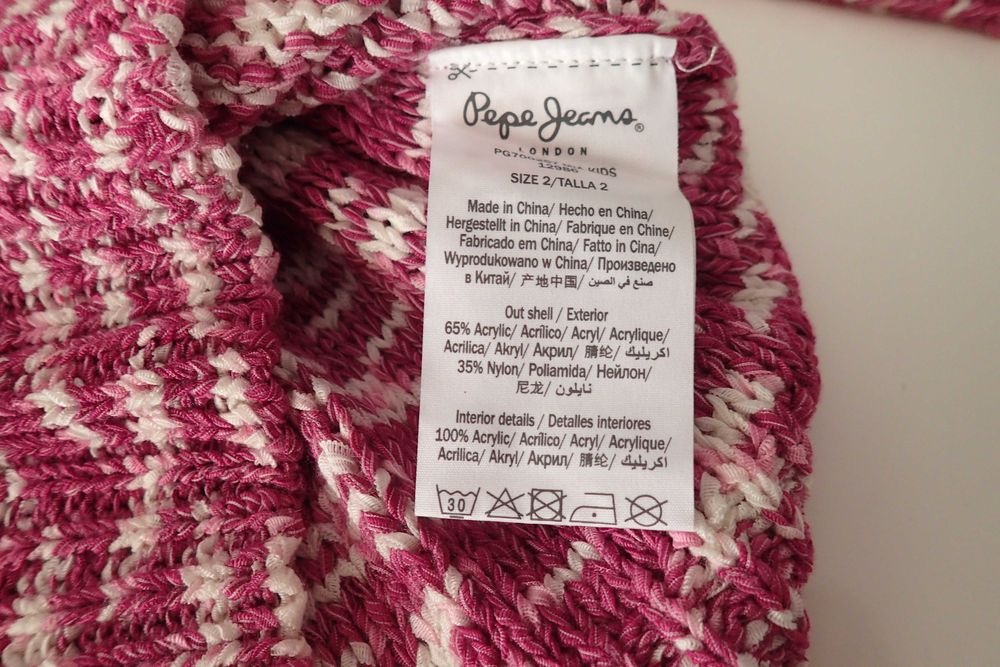 Pepe Jeans®
LONDON
KIDS
SIZE 2/TALLA 2
Made in China/ Hecho en China/
Hergestellt in China/ Fabrique en Chine/
Fabricado em China/ Fatto in Cina/
Wyprodukowano w China/ Произведено
в Китай/ 产地中国/ صنع في الصين
Out shell / Exterior
65% Acrylic/ Acrílico/ Acryl/ Acrylique/
Acrilica/ Akryl/ Акрил/ 腈纶/ اكريليك
35% Nylon/ Poliamida/ Нейлон/
尼龙/ نايلون
Interior details / Detalles interiores
100% Acrylic/ Acrílico/ Acryl/ Acrylique/
Acrilica/ Akryl/ Акрил/ 腈纶/ اكريليك
30